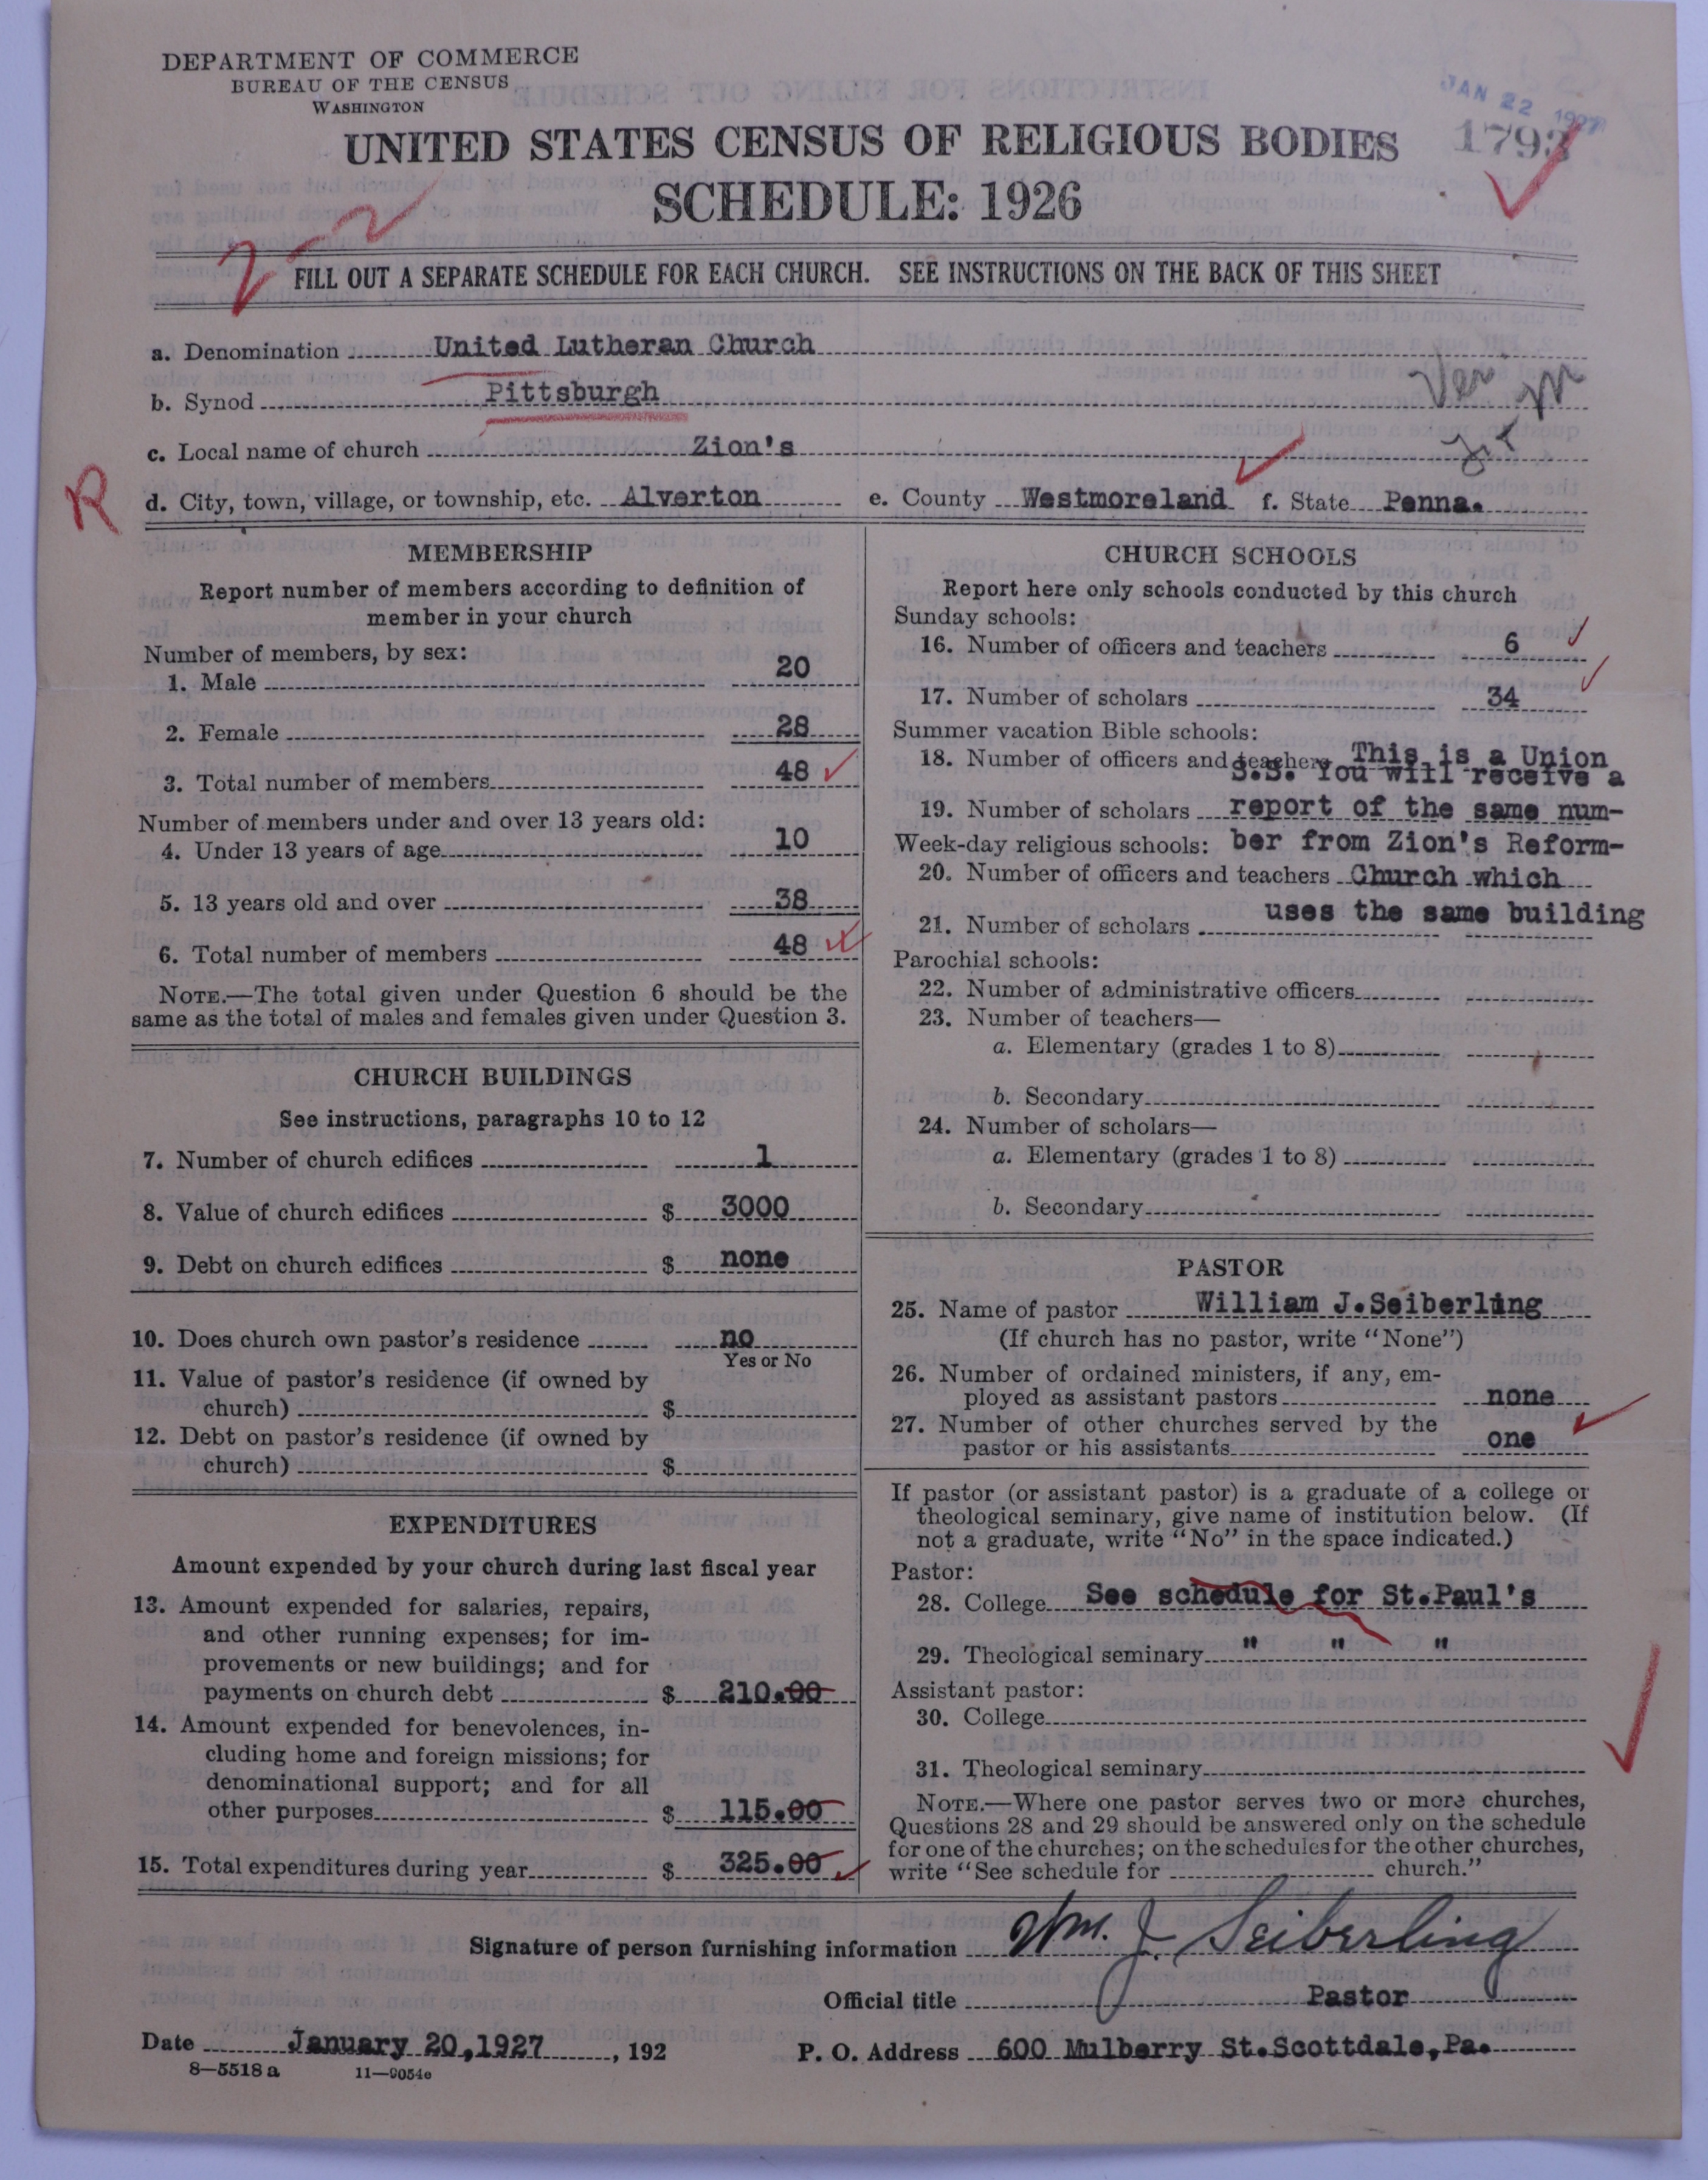 DEPARTMENT OF COMMERCE
BUREAU OF THE CENSUS
WASHINGTON
JAN 22 1927
1793
UNITED STATES CENSUS OF RELIGIOUS BODIES
SCHEDULE: 1926
2-2
FILL OUT A SEPARATE SCHEDULE FOR EACH CHURCH. SEE INSTRUCTIONS ON THE BACK OF THIS SHEET
a. Denomination United Lutheran Church
b. Synod Pittsburgh
Ver
c. Local name of church Zion's
R
d. City, town, village, or township, etc. Alverton e. County Westmoreland f. State Penna.
MEMBERSHIP
Report number of members according to definition of
member in your church
Number of members, by sex:
1. Male 20
2. Female 28
3. Total number of members 48
Number of members under and over 13 years old:
4. Under 13 years of age 10
5. 13 years old and over 38
6. Total number of members 48
NOTE.—The total given under Question 6 should be the
same as the total of males and females given under Question 3.
CHURCH BUILDINGS
See instructions, paragraphs 10 to 12
7. Number of church edifices 1
8. Value of church edifices $ 3000
9. Debt on church edifices $ none
10. Does church own pastor's residence no
Yes or No
11. Value of pastor's residence (if owned by
church) $
12. Debt on pastor's residence (if owned by
church) $
EXPENDITURES
Amount expended by your church during last fiscal year
13. Amount expended for salaries, repairs,
and other running expenses; for im-
provements or new buildings; and for
payments on church debt $ 210.00
14. Amount expended for benevolences, in-
cluding home and foreign missions; for
denominational support; and for all
other purposes $ 115.00
15. Total expenditures during year $ 325.00
CHURCH SCHOOLS
Report here only schools conducted by this church
Sunday schools:
16. Number of officers and teachers 6
17. Number of scholars 34
Summer vacation Bible schools:
18. Number of officers and teachers This is a Union
S.S. You will receive a
19. Number of scholars report of the same num-
Week-day religious schools: ber from Zion's Reform-
20. Number of officers and teachers Church which
uses the same building
21. Number of scholars
Parochial schools:
22. Number of administrative officers
23. Number of teachers—
a. Elementary (grades 1 to 8)
b. Secondary
24. Number of scholars—
a. Elementary (grades 1 to 8)
b. Secondary
PASTOR
25. Name of pastor William J.Seiberling
(If church has no pastor, write "None")
26. Number of ordained ministers, if any, em-
ployed as assistant pastors none
27. Number of other churches served by the
pastor or his assistants one
If pastor (or assistant pastor) is a graduate of a college or
theological seminary, give name of institution below. (If
not a graduate, write "No" in the space indicated.)
Pastor:
28. College See schedule for St.Paul's
29. Theological seminary " " "
Assistant pastor:
30. College
31. Theological seminary
NOTE.—Where one pastor serves two or more churches,
Questions 28 and 29 should be answered only on the schedule
for one of the churches; on the schedules for the other churches,
write "See schedule for church."
Signature of person furnishing information Wm. J. Seiberling
Official title Pastor
Date January 20,1927, 192 P. O. Address 600 Mulberry St.Scottdale,Pa.
8—5518 a 11—9054e